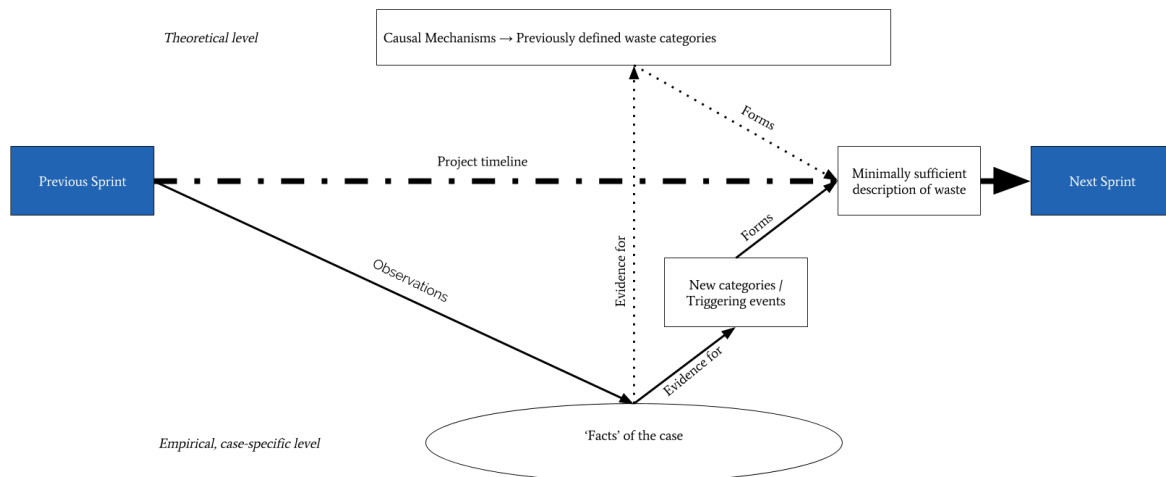 Theoretical level
Causal Mechanisms → Previously defined waste categories
Forms
Project timeline
Previous Sprint
Minimally sufficient
description of waste
Next Sprint
Forms
Evidence for
Observations
New categories /
Triggering events
Evidence for
'Facts' of the case
Empirical, case-specific level